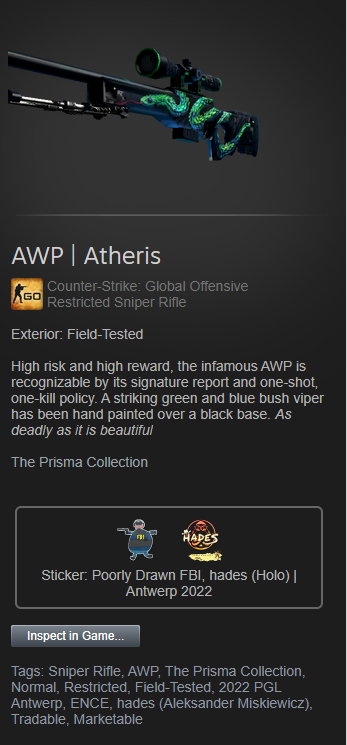 AWP | Atheris
GO
Counter-Strike: Global Offensive
Restricted Sniper Rifle
Exterior: Field-Tested
High risk and high reward, the infamous AWP is
recognizable by its signature report and one-shot,
one-kill policy. A striking green and blue bush viper
has been hand painted over a black base. As
deadly as it is beautiful
The Prisma Collection
FBI
HADES
Sticker: Poorly Drawn FBI, hades (Holo) |
Antwerp 2022
Inspect in Game...
Tags: Sniper Rifle, AWP, The Prisma Collection,
Normal, Restricted, Field-Tested, 2022 PGL
Antwerp, ENCE, hades (Aleksander Miskiewicz),
Tradable, Marketable